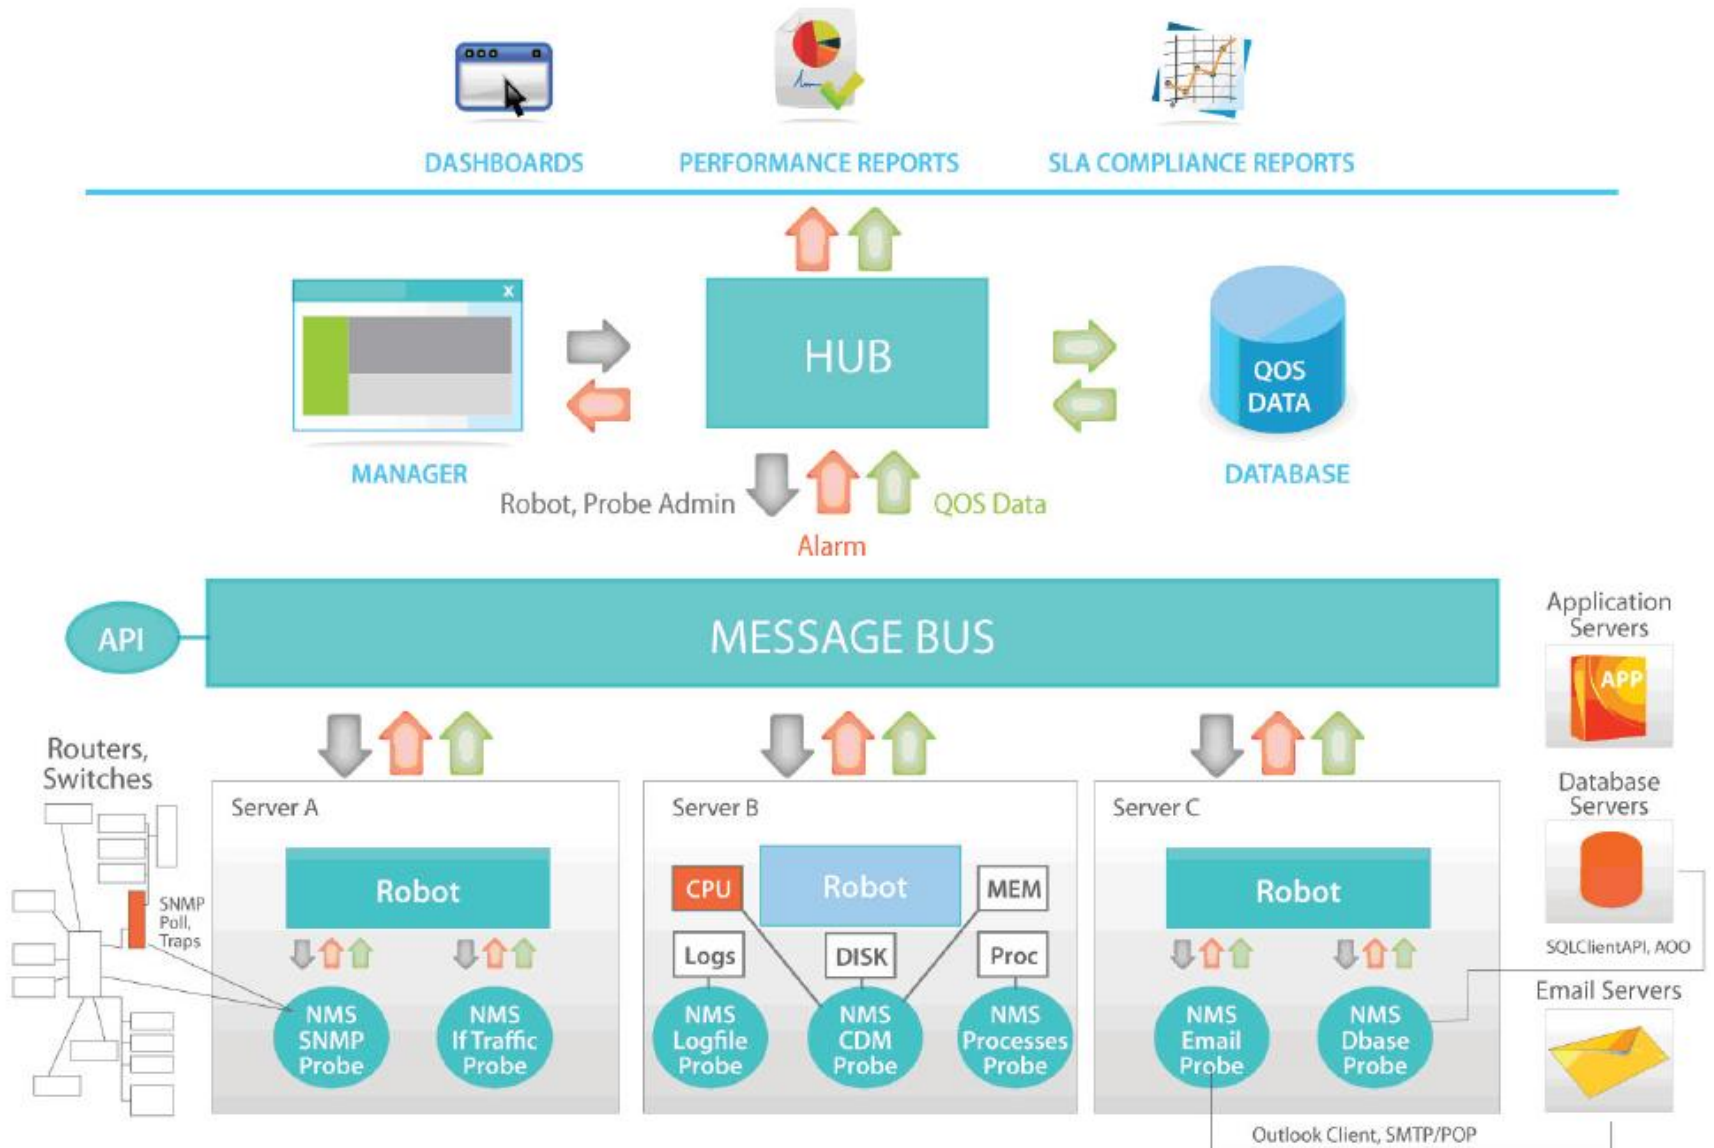 DASHBOARDS
PERFORMANCE REPORTS
SLA COMPLIANCE REPORTS
X
HUB
QOS
DATA
MANAGER
DATABASE
Robot, Probe Admin
QOS Data
Alarm
API
MESSAGE BUS
Application
Servers
APP
Routers,
Switches
Database
Servers
Server A
Server B
Server C
Robot
CPU
Robot
MEM
Robot
SNMP
Poll,
Traps
Logs
DISK
Proc
SQLClientAPI, AOO
Email Servers
NMS
SNMP
Probe
NMS
If Traffic
Probe
NMS
Logfile
Probe
NMS
CDM
Probe
NMS
Processes
Probe
NMS
Email
Probe
NMS
Dbase
Probe
Outlook Client, SMTP/POP